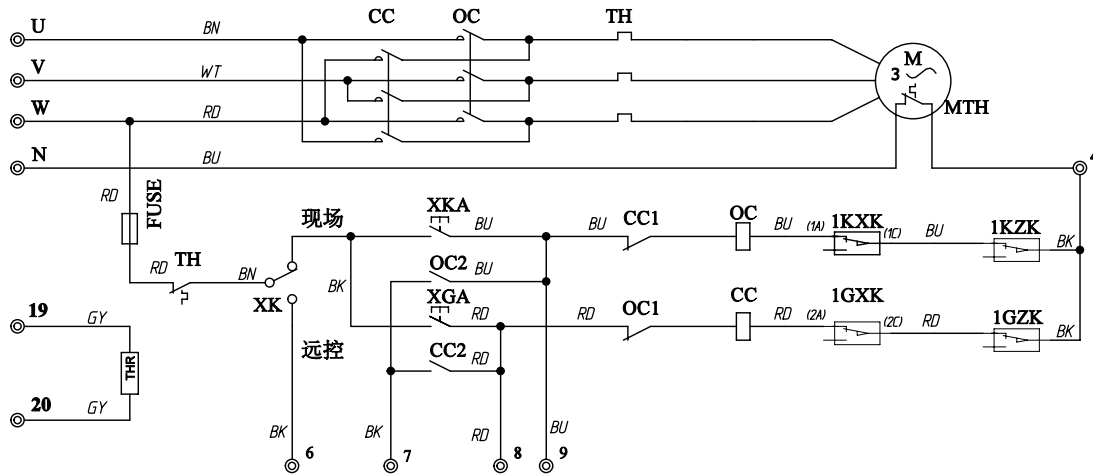 U BN CC OC TH
V WT
W RD
M
3
MTH
N BU
RD FUSE
现场 XKA BU BU CC1 OC BU (1A) 1KXK (1C) BU 1KZK BK
RD TH BN
XK
BK OC2 BU
XGA RD RD OC1 CC RD (2A) 1GXK (2C) RD 1GZK BK
19 GY
远控 CC2 RD
THR
20 GY
BK 6 BK 7 RD 8 BU 9